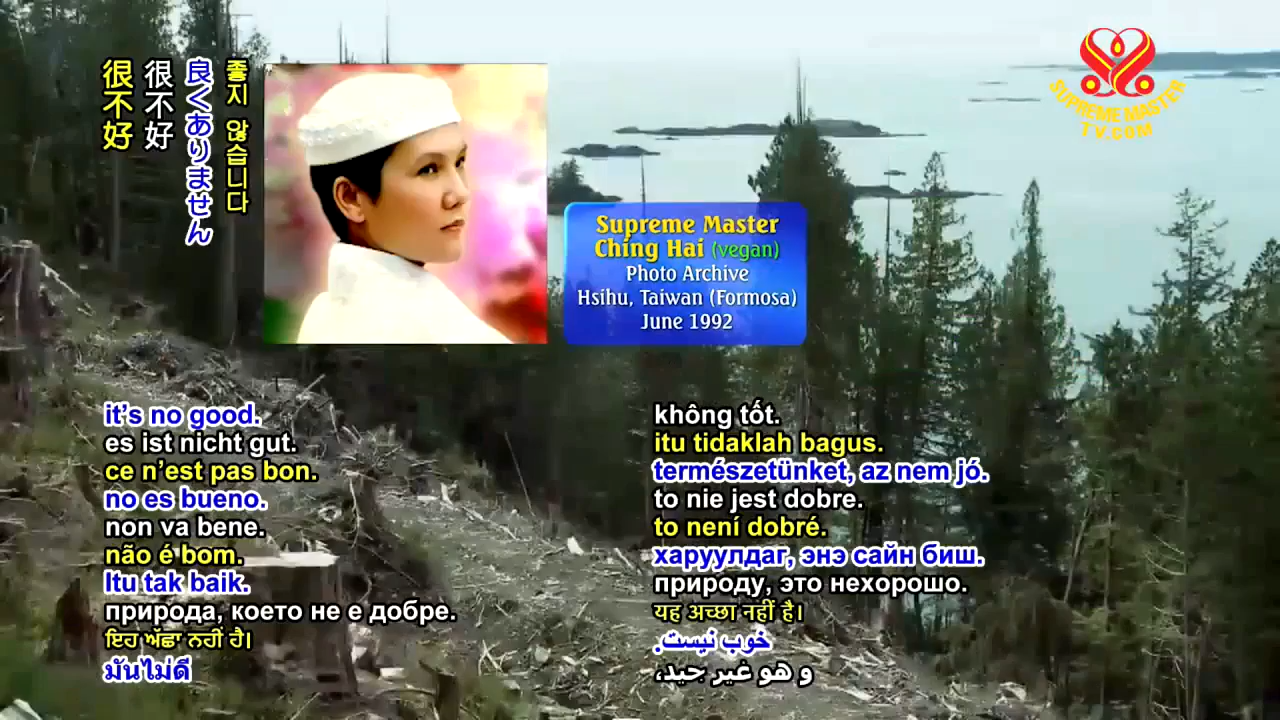 很不好
很不好
良くありません
좋지 않습니다
SUPREME MASTER
TV.COM
Supreme Master
Ching Hai (vegan)
Photo Archive
Hsihu, Taiwan (Formosa)
June 1992
it's no good.
es ist nicht gut.
ce n'est pas bon.
no es bueno.
non va bene.
não é bom.
Itu tak baik.
природа, което не е добре.
ਇਹ ਅੱਛਾ ਨਹੀਂ ਹੈ।
มันไม่ดี
không tốt.
itu tidaklah bagus.
természetünket, az nem jó.
to nie jest dobre.
to není dobré.
харуулдаг, энэ сайн биш.
природу, это нехорошо.
यह अच्छा नहीं है।
خوب نیست.
و هو غير جيد،